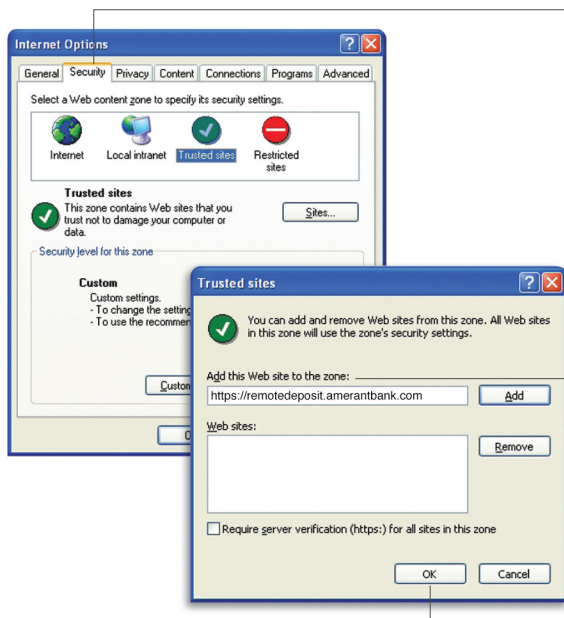 Internet Options
General Security Privacy Content Connections Programs Advanced
Select a Web content zone to specify its security settings.
Internet Local intranet Trusted sites Restricted
sites
Trusted sites
This zone contains Web sites that you
trust not to damage your computer or
data.
Sites...
Security level for this zone
Custom
Custom settings.
- To change the setting
- To use the recommen
Custom
Trusted sites
You can add and remove Web sites from this zone. All Web sites
in this zone will use the zone's security settings.
Add this Web site to the zone:
https://remotedeposit.amerantbank.com Add
Web sites:
Remove
Require server verification (https:) for all sites in this zone
OK Cancel